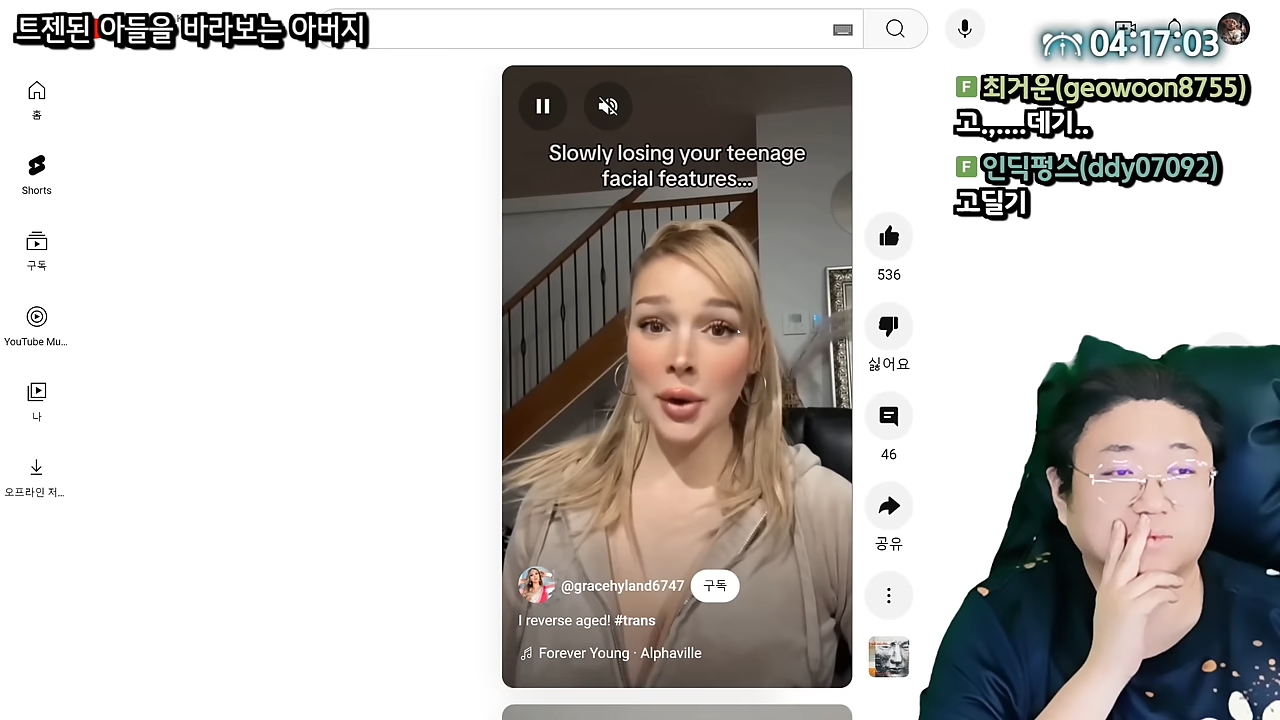 트젠된 아들을 바라보는 아버지
04:17:03
홈
Shorts
구독
YouTube Mu...
나
오프라인 저...
Slowly losing your teenage
facial features...
@gracehyland6747 구독
I reverse aged! #trans
Forever Young · Alphaville
536
싫어요
46
공유
F 최거운(geowoon8755)
고.,....데기..
F 인딕펑스(ddy07092)
고딜기